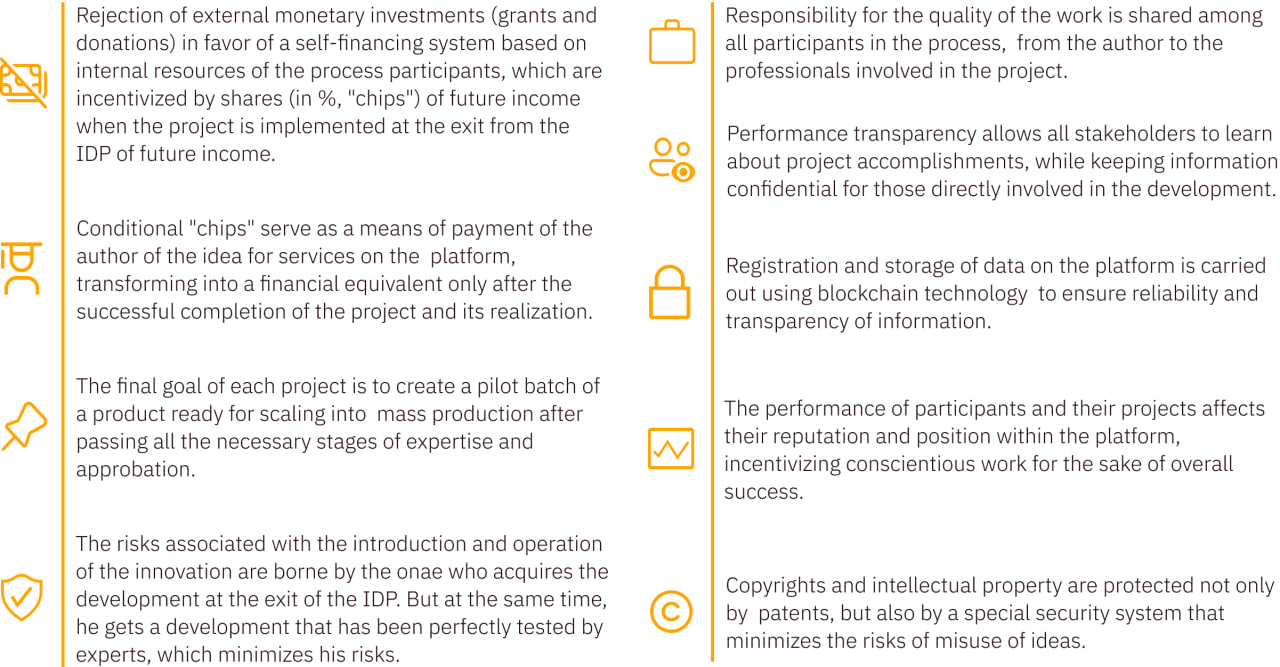 Rejection of external monetary investments (grants and
donations) in favor of a self-financing system based on
internal resources of the process participants, which are
incentivized by shares (in %, "chips") of future income
when the project is implemented at the exit from the
IDP of future income.
Conditional "chips" serve as a means of payment of the
author of the idea for services on the  platform,
transforming into a financial equivalent only after the
successful completion of the project and its realization.
The final goal of each project is to create a pilot batch of
a product ready for scaling into  mass production after
passing all the necessary stages of expertise and
approbation.
The risks associated with the introduction and operation
of the innovation are borne by the onae who acquires the
development at the exit of the IDP. But at the same time,
he gets a development that has been perfectly tested by
experts, which minimizes his risks.
Responsibility for the quality of the work is shared among
all participants in the process,  from the author to the
professionals involved in the project.
Performance transparency allows all stakeholders to learn
about project accomplishments, while keeping information
confidential for those directly involved in the development.
Registration and storage of data on the platform is carried
out using blockchain technology  to ensure reliability and
transparency of information.
The performance of participants and their projects affects
their reputation and position within the platform,
incentivizing conscientious work for the sake of overall
success.
Copyrights and intellectual property are protected not only
by  patents, but also by a special security system that
minimizes the risks of misuse of ideas.